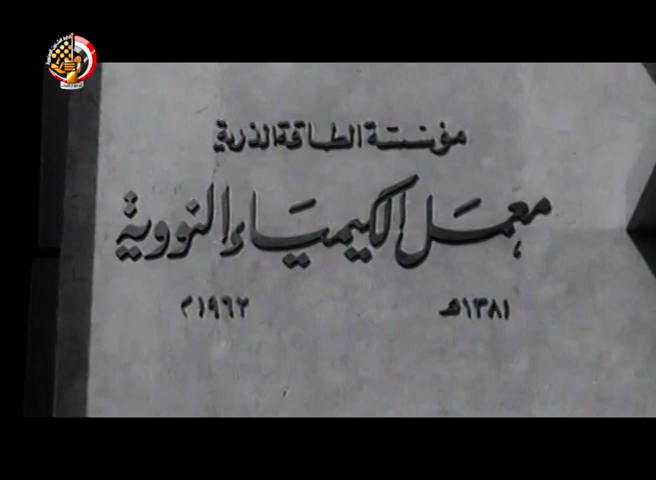 مؤسسة الطاقة الذرية
معمل الكيمياء النووية
١٣٨١هـ ١٩٦٢م